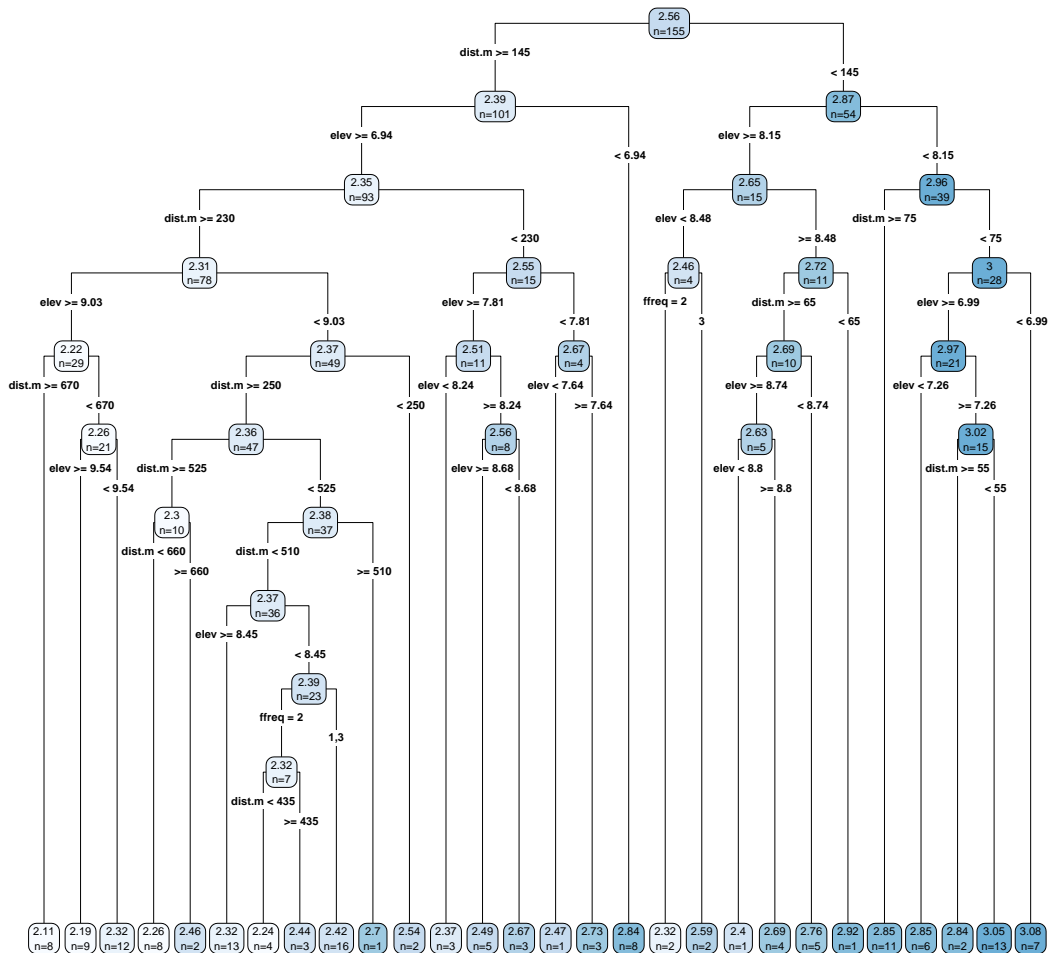 2.56
n=155
dist.m >= 145
< 145
2.39
n=101
2.87
n=54
elev >= 6.94
< 6.94
elev >= 8.15
< 8.15
2.35
n=93
2.65
n=15
2.96
n=39
dist.m >= 230
< 230
elev < 8.48
>= 8.48
dist.m >= 75
< 75
2.31
n=78
2.55
n=15
2.46
n=4
2.72
n=11
3
n=28
elev >= 9.03
< 9.03
elev >= 7.81
< 7.81
ffreq = 2
3
dist.m >= 65
< 65
elev >= 6.99
< 6.99
2.22
n=29
2.37
n=49
2.51
n=11
2.67
n=4
2.69
n=10
2.97
n=21
dist.m >= 670
< 670
dist.m >= 250
< 250
elev < 8.24
>= 8.24
elev < 7.64
>= 7.64
elev >= 8.74
< 8.74
elev < 7.26
>= 7.26
2.26
n=21
2.36
n=47
2.56
n=8
2.63
n=5
3.02
n=15
elev >= 9.54
< 9.54
dist.m >= 525
< 525
elev >= 8.68
< 8.68
elev < 8.8
>= 8.8
dist.m >= 55
< 55
2.3
n=10
2.38
n=37
dist.m < 660
>= 660
dist.m < 510
>= 510
2.37
n=36
elev >= 8.45
< 8.45
2.39
n=23
ffreq = 2
1,3
2.32
n=7
dist.m < 435
>= 435
2.11
n=8
2.19
n=9
2.32
n=12
2.26
n=8
2.46
n=2
2.32
n=13
2.24
n=4
2.44
n=3
2.42
n=16
2.7
n=1
2.54
n=2
2.37
n=3
2.49
n=5
2.67
n=3
2.47
n=1
2.73
n=3
2.84
n=8
2.32
n=2
2.59
n=2
2.4
n=1
2.69
n=4
2.76
n=5
2.92
n=1
2.85
n=11
2.85
n=6
2.84
n=2
3.05
n=13
3.08
n=7